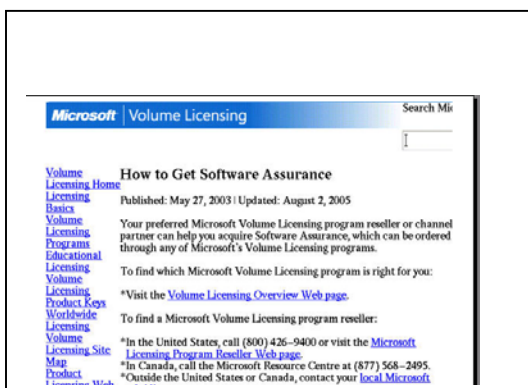 Microsoft | Volume Licensing
Search Mi
Volume
Licensing Home
Licensing
Basics
Volume
Licensing
Programs
Educational
Licensing
Volume
Licensing
Product Keys
Worldwide
Licensing
Volume
Licensing Site
Map
Product
Licensing Web
How to Get Software Assurance
Published: May 27, 2003 | Updated: August 2, 2005
Your preferred Microsoft Volume Licensing program reseller or channel
partner can help you acquire Software Assurance, which can be ordered
through any of Microsoft's Volume Licensing programs.
To find which Microsoft Volume Licensing program is right for you:
*Visit the Volume Licensing Overview Web page.
To find a Microsoft Volume Licensing program reseller:
*In the United States, call (800) 426-9400 or visit the Microsoft
Licensing Program Reseller Web page.
*In Canada, call the Microsoft Resource Centre at (877) 568-2495.
*Outside the United States or Canada, contact your local Microsoft